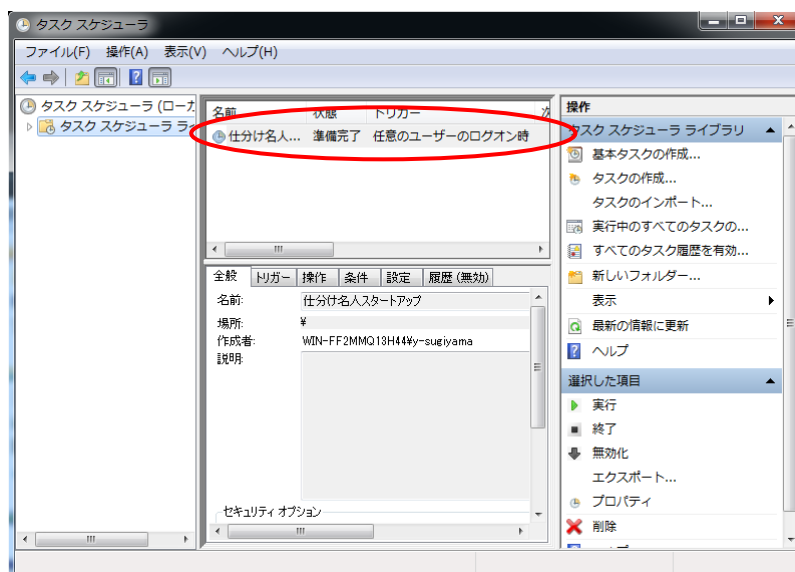 タスク スケジューラ
ファイル(F) 操作(A) 表示(V) ヘルプ(H)
タスク スケジューラ (ローカ
タスク スケジューラ ライ
名前 状態 トリガー 次
仕分け名人... 準備完了 任意のユーザーのログオン時
全般 トリガー 操作 条件 設定 履歴 (無効)
名前: 仕分け名人スタートアップ
場所: ¥
作成者: WIN-FF2MMQ13H44¥y-sugiyama
説明:
セキュリティ オプション
操作
タスク スケジューラ ライブラリ
基本タスクの作成...
タスクの作成...
タスクのインポート...
実行中のすべてのタスクの...
すべてのタスク履歴を有効...
新しいフォルダー...
表示
最新の情報に更新
ヘルプ
選択した項目
実行
終了
無効化
エクスポート...
プロパティ
削除